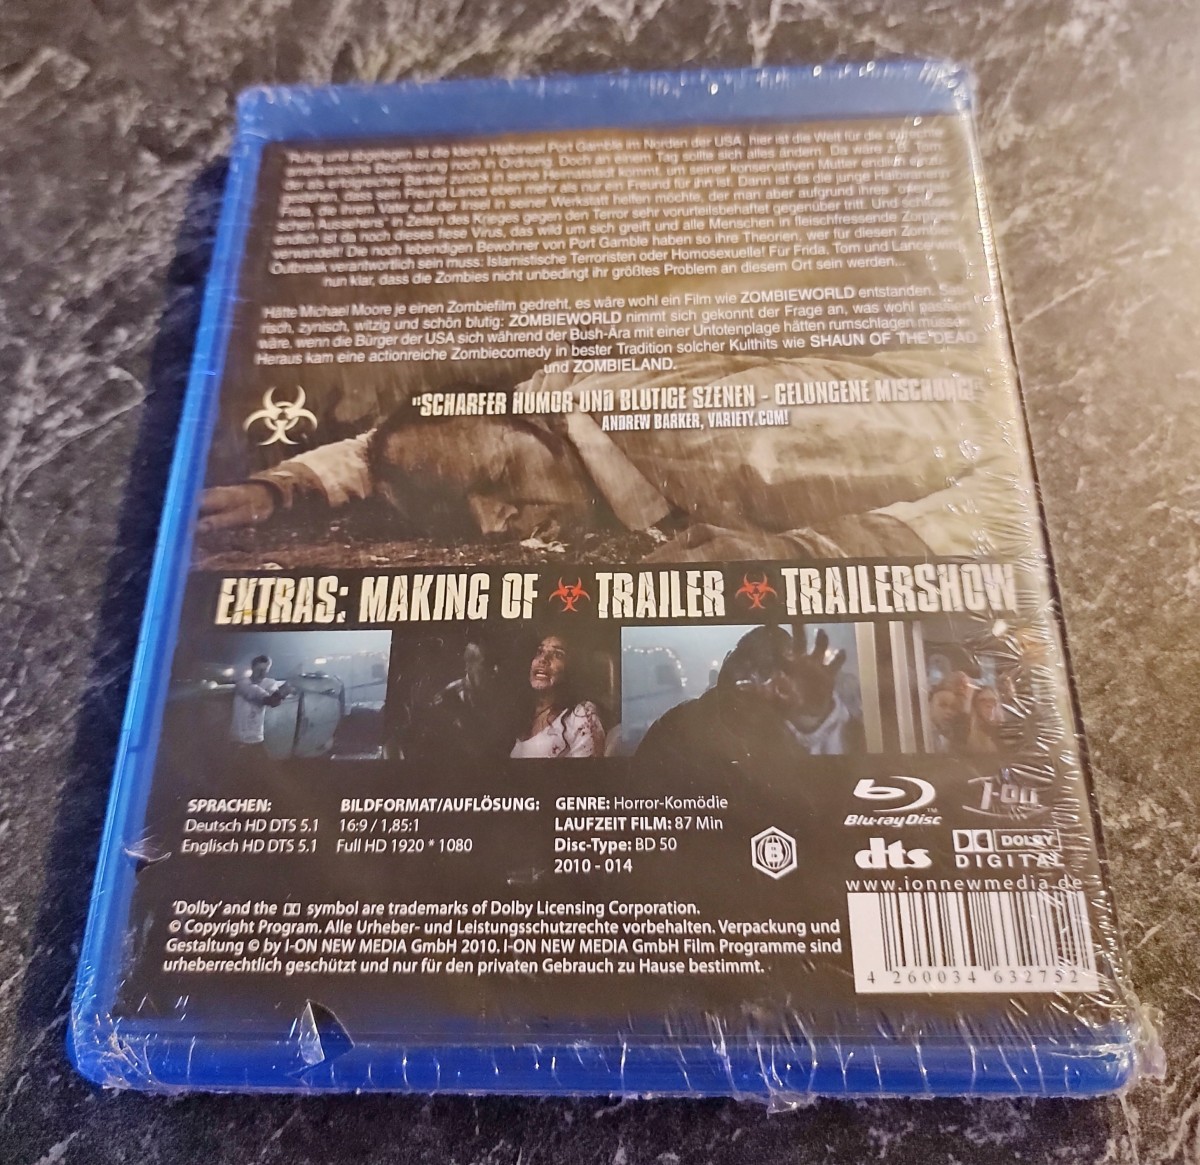 Ruhig und abgelegen ist die kleine Halbinsel Port Gamble im Norden der USA, hier ist die Welt für die
amerikanische Bevölkerung noch in Ordnung. Doch an einem Tag sollte sich alles ändern. Da wäre z.B. Tom,
der als erfolgreicher Banker zurück in seine Heimatstadt kommt, um seiner konservativen Mutter endlich
gestehen, dass sein Freund Lance eben mehr als nur ein Freund für ihn ist. Dann ist da die junge Halbiranerin
Frida, die ihrem Vater auf der Insel in seiner Werkstatt helfen möchte, der man aber aufgrund ihres
schen Aussehens" in Zeiten des Krieges gegen den Terror sehr vorurteilsbehaftet gegenüber tritt. Und
endlich ist da noch dieses fiese Virus, das wild um sich greift und alle Menschen in fleischfressende Zombies
verwandelt! Die noch lebendigen Bewohner von Port Gamble haben so ihre Theorien, wer für diesen Zombie-
Outbreak verantwortlich sein muss: Islamistische Terroristen oder Homosexuelle! Für Frida, Tom und Lance wird
nun klar, dass die Zombies nicht unbedingt ihr größtes Problem an diesem Ort sein werden...
Hätte Michael Moore je einen Zombiefilm gedreht, es wäre wohl ein Film wie ZOMBIEWORLD entstanden. Sati-
risch, zynisch, witzig und schön blutig: ZOMBIEWORLD nimmt sich gekonnt der Frage an, was wohl passiert
wäre, wenn die Bürger der USA sich während der Bush-Ära mit einer Untotenplage hätten rumschlagen müssen.
Heraus kam eine actionreiche Zombiecomedy in bester Tradition solcher Kulthits wie SHAUN OF THE DEAD
und ZOMBIELAND.
"SCHARFER HUMOR UND BLUTIGE SZENEN - GELUNGENE MISCHUNG!"
ANDREW BARKER, VARIETY.COM!
EXTRAS: MAKING OF TRAILER TRAILERSHOW
SPRACHEN:
Deutsch HD DTS 5.1
Englisch HD DTS 5.1
BILDFORMAT/AUFLÖSUNG:
16:9 / 1,85:1
Full HD 1920 * 1080
GENRE: Horror-Komödie
LAUFZEIT FILM: 87 Min
Disc-Type: BD 50
2010 - 014
Blu-ray Disc
I-ON
dts
DOLBY
DIGITAL
www.ionnewmedia.de
'Dolby' and the symbol are trademarks of Dolby Licensing Corporation.
© Copyright Program. Alle Urheber- und Leistungsschutzrechte vorbehalten. Verpackung und
Gestaltung © by I-ON NEW MEDIA GmbH 2010. I-ON NEW MEDIA GmbH Film Programme sind
urheberrechtlich geschützt und nur für den privaten Gebrauch zu Hause bestimmt.
4 260034 632752